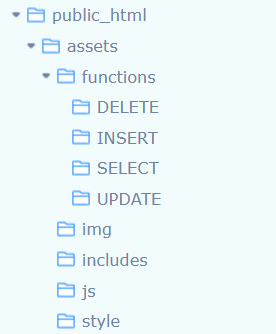 public_html
assets
functions
DELETE
INSERT
SELECT
UPDATE
img
includes
js
style